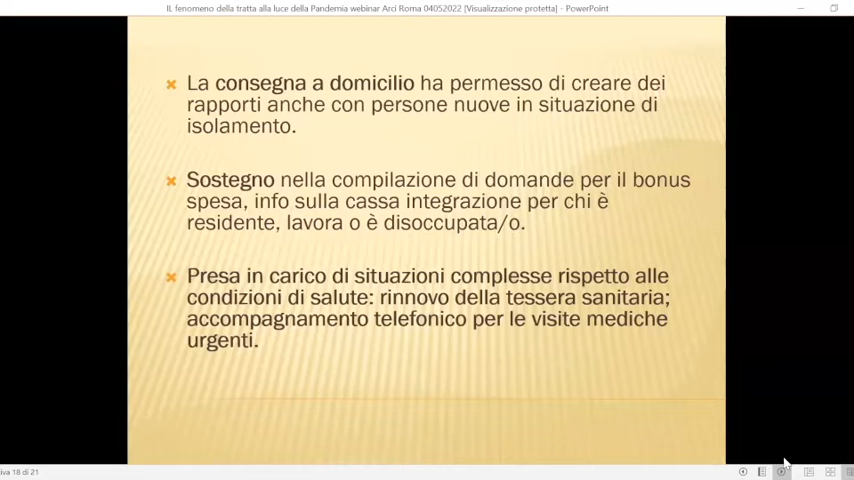 IL fenomeno della tratta alla luce della Pandemia webinar Arci Roma 04052022 [Visualizzazione protetta] - PowerPoint
La consegna a domicilio ha permesso di creare dei
rapporti anche con persone nuove in situazione di
isolamento.
Sostegno nella compilazione di domande per il bonus
spesa, info sulla cassa integrazione per chi è
residente, lavora o è disoccupata/o.
Presa in carico di situazioni complesse rispetto alle
condizioni di salute: rinnovo della tessera sanitaria;
accompagnamento telefonico per le visite mediche
urgenti.
iva 18 di 21